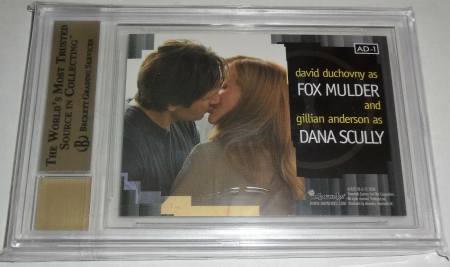 THE WORLD'S MOST TRUSTED
SOURCE IN COLLECTING™
BECKETT GRADING SERVICES
AD-1
david duchovny as
FOX MULDER
and
gillian anderson as
DANA SCULLY